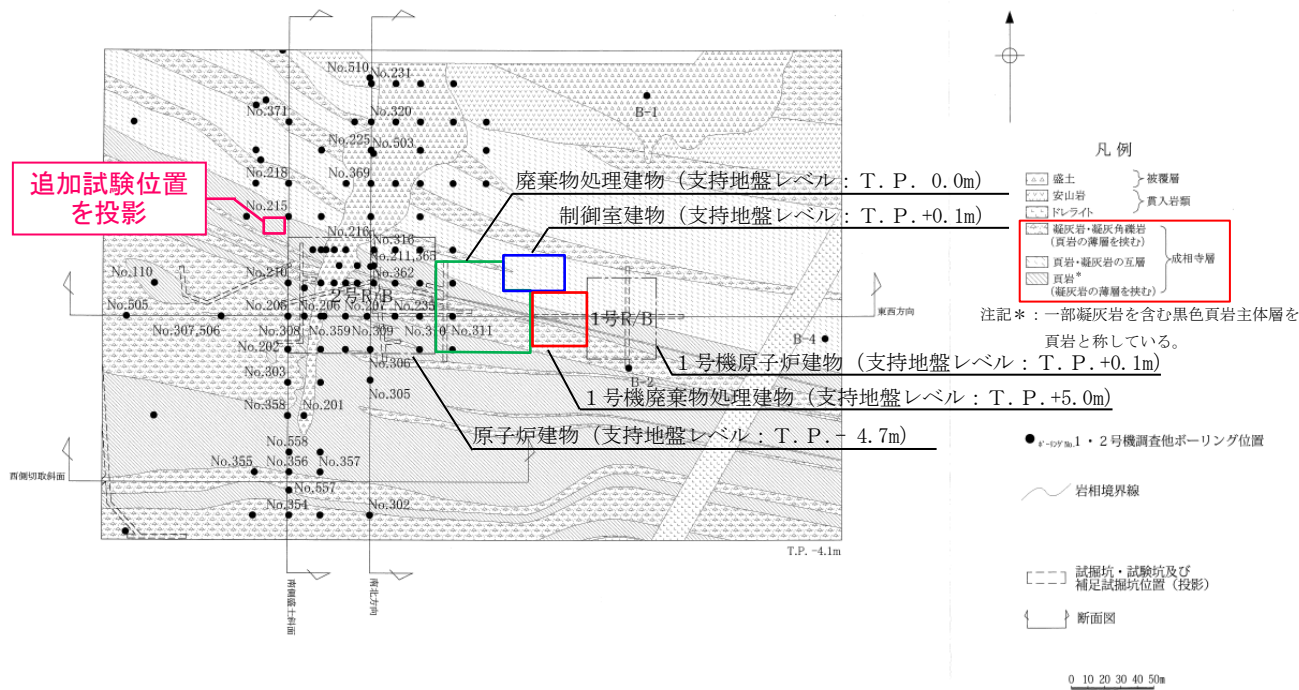 No.510
No.231
No.371
No.320
B-1
No.225
No.503
追加試験位置
を投影
No.218
No.369
No.215
No.216
No.316
No.211,365
No.110
No.210
No.362
2号R/B
No.505
No.205
No.206
No.207
No.235
No.307,506
No.308
No.359
No.309
No.310
No.311
1号R/B
No.202
No.306
B-4
B-2
No.303
No.305
No.358
No.201
No.558
No.355
No.356
No.357
No.557
No.354
No.302
廃棄物処理建物（支持地盤レベル：T.P. 0.0m）
制御室建物（支持地盤レベル：T.P.+0.1m）
1号機原子炉建物（支持地盤レベル：T.P.+0.1m）
1号機廃棄物処理建物（支持地盤レベル：T.P.+5.0m）
原子炉建物（支持地盤レベル：T.P.- 4.7m）
東西方向
西側切取斜面
南側盛土斜面
南北方向
T.P. -4.1m
凡例
盛土
被覆層
安山岩
ドレライト
貫入岩類
凝灰岩・凝灰角礫岩
(頁岩の薄層を挟む)
頁岩・凝灰岩の互層
頁岩*
(凝灰岩の薄層を挟む)
成相寺層
注記＊：一部凝灰岩を含む黒色頁岩主体層を
頁岩と称している。
ボーリングNo. 1・2号機調査他ボーリング位置
岩相境界線
試掘坑・試験坑及び
補足試掘坑位置（投影）
断面図
0 10 20 30 40 50m